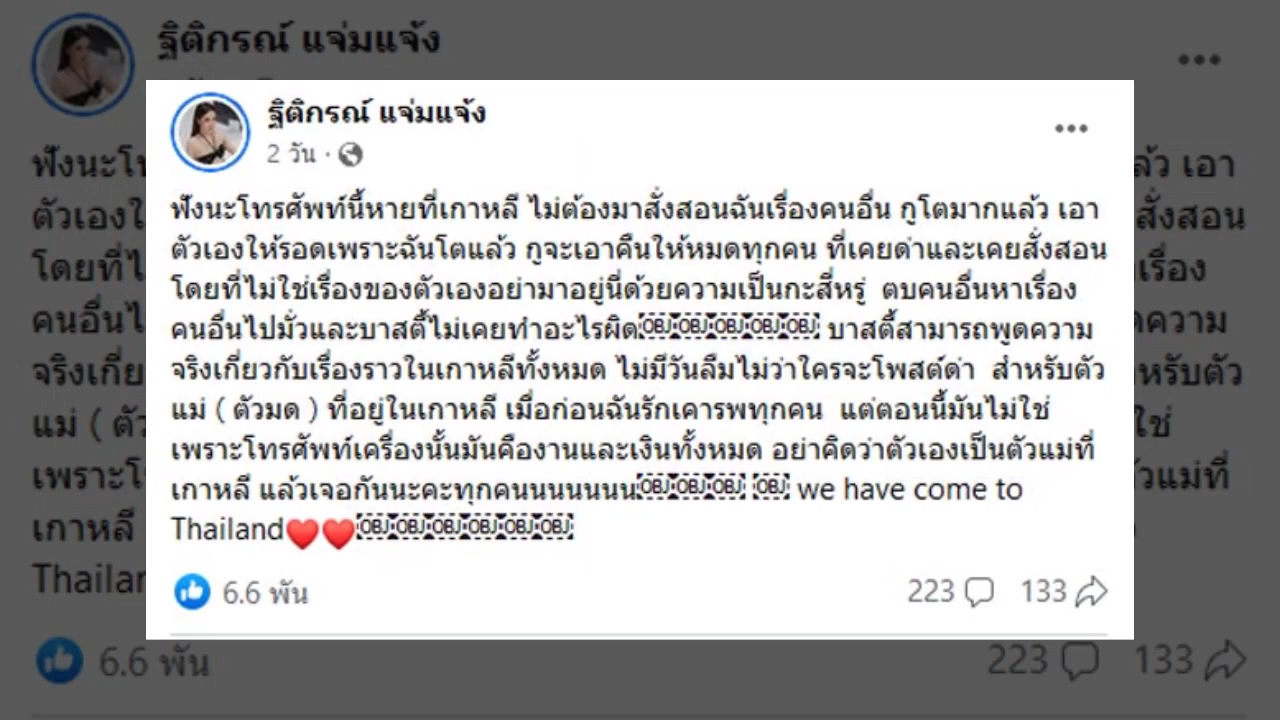 ฐิติกรณ์ แจ่มแจ้ง
ฐิติกรณ์ แจ่มแจ้ง
2 วัน
ฟังนะโทรศัพท์นี้หายที่เกาหลี ไม่ต้องมาสั่งสอนฉันเรื่องคนอื่น กูโตมากแล้ว เอา
ตัวเองให้รอดเพราะฉันโตแล้ว กูจะเอาคืนให้หมดทุกคน ที่เคยด่าและเคยสั่งสอน
โดยที่ไม่ใช่เรื่องของตัวเองอย่ามาอยู่นี่ด้วยความเป็นกะสี่หรู่ ตบคนอื่นหาเรื่อง
คนอื่นไปมั่วและบาสตี้ไม่เคยทำอะไรผิด บาสตี้สามารถพูดความ
จริงเกี่ยวกับเรื่องราวในเกาหลีทั้งหมด ไม่มีวันลืมไม่ว่าใครจะโพสต์ด่า สำหรับตัว
แม่ ( ตัวมด ) ที่อยู่ในเกาหลี เมื่อก่อนฉันรักเคารพทุกคน แต่ตอนนี้มันไม่ใช่
เพราะโทรศัพท์เครื่องนั้นมันคืองานและเงินทั้งหมด อย่าคิดว่าตัวเองเป็นตัวแม่ที่
เกาหลี แล้วเจอกันนะคะทุกคนนนนนนน we have come to
Thailand❤️❤️
6.6 พัน
223
133
6.6 พัน
223
133